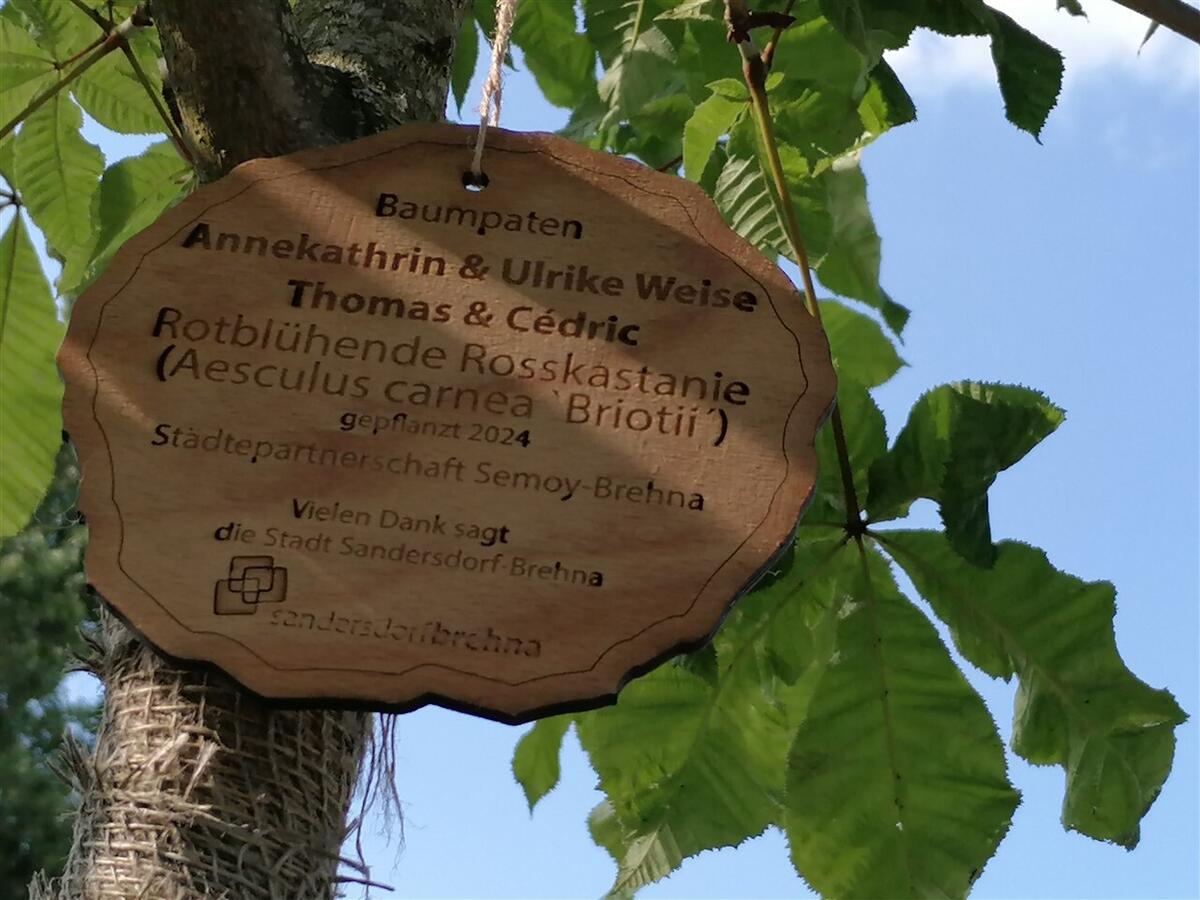 Baumpaten
Annekathrin & Ulrike Weise
Thomas & Cédric
Rotblühende Rosskastanie
(Aesculus carnea `Briotii´)
gepflanzt 2024
Städtepartnerschaft Semoy-Brehna
Vielen Dank sagt
die Stadt Sandersdorf-Brehna
sandersdorfbrehna